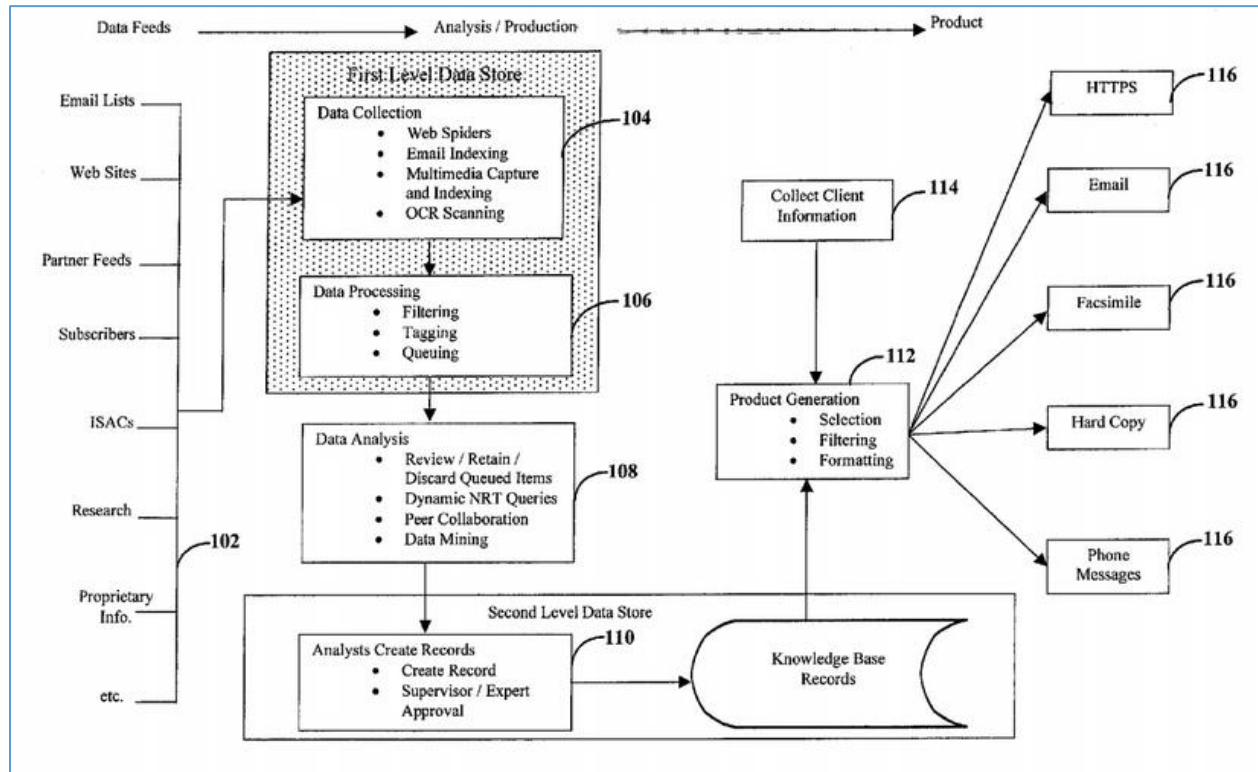 Data Feeds
Analysis / Production
Product
First Level Data Store
Email Lists
Web Sites
Partner Feeds
Subscribers
ISACs
Research
102
Proprietary
Info.
etc.
Data Collection
• Web Spiders
• Email Indexing
• Multimedia Capture
and Indexing
• OCR Scanning
104
Data Processing
• Filtering
• Tagging
• Queuing
106
Data Analysis
• Review / Retain /
Discard Queued Items
• Dynamic NRT Queries
• Peer Collaboration
• Data Mining
108
Second Level Data Store
Analysts Create Records
• Create Record
• Supervisor / Expert
Approval
110
Knowledge Base
Records
Collect Client
Information
114
Product Generation
• Selection
• Filtering
• Formatting
112
HTTPS
116
Email
116
Facsimile
116
Hard Copy
116
Phone
Messages
116